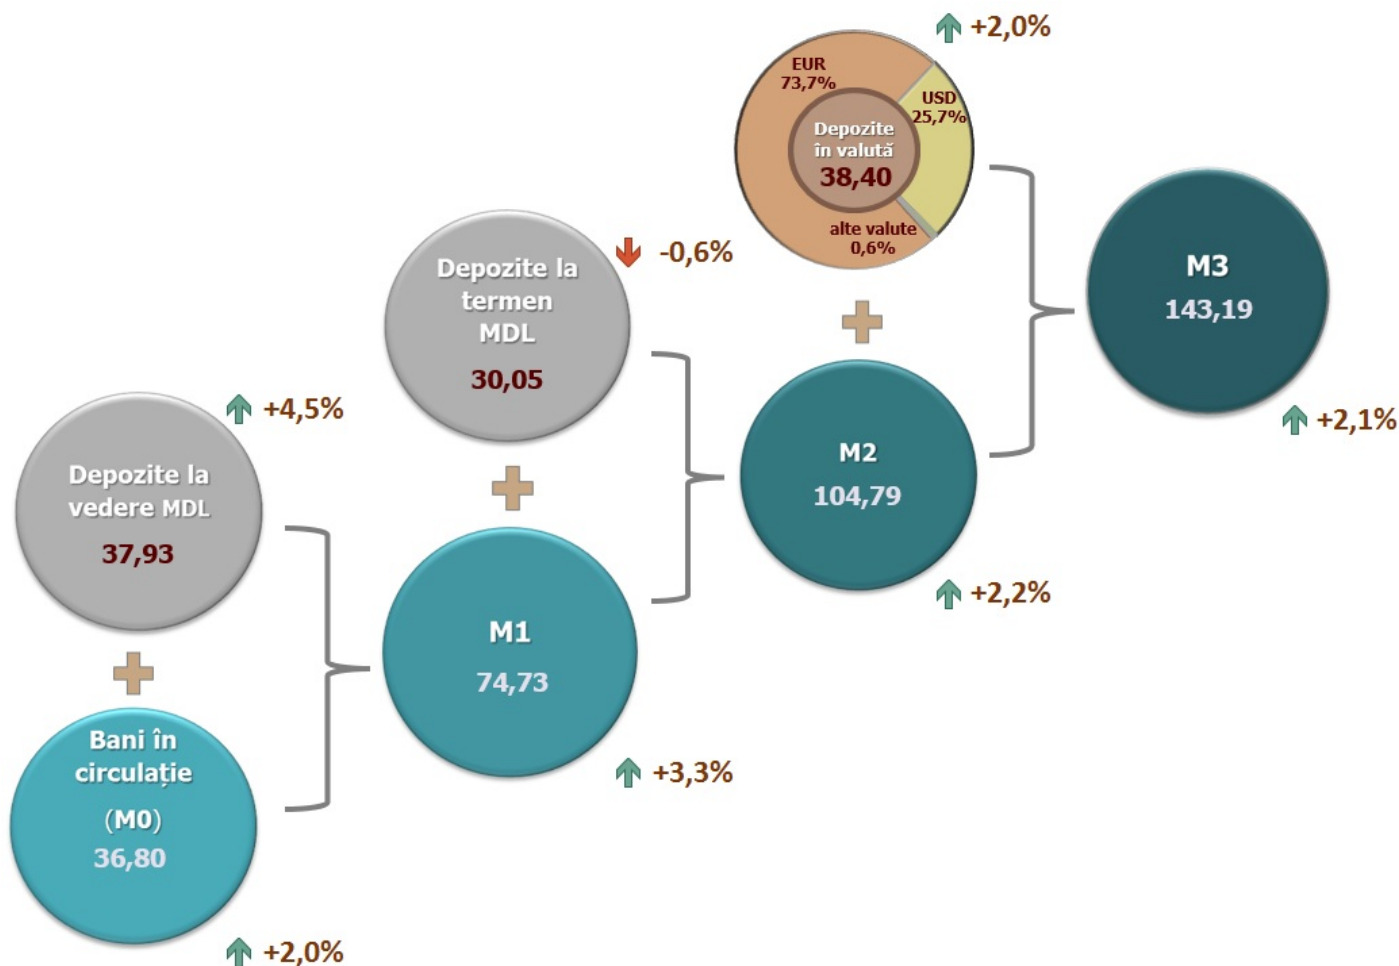 +2,0%
EUR
73,7%
USD
25,7%
Depozite
în valută
38,40
alte valute
0,6%
M3
143,19
+2,1%
Depozite la
termen
MDL
30,05
-0,6%
M2
104,79
+2,2%
Depozite la
vedere MDL
37,93
+4,5%
M1
74,73
+3,3%
Bani în
circulație
(M0)
36,80
+2,0%